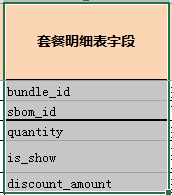 套餐明细表字段
bundle_id
sbom_id
quantity
is_show
discount_amount